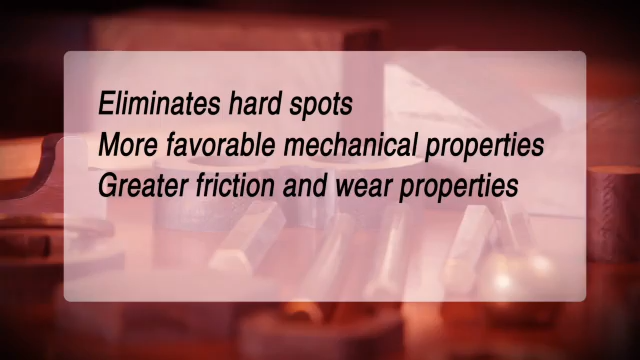 Eliminates hard spots
More favorable mechanical properties
Greater friction and wear properties